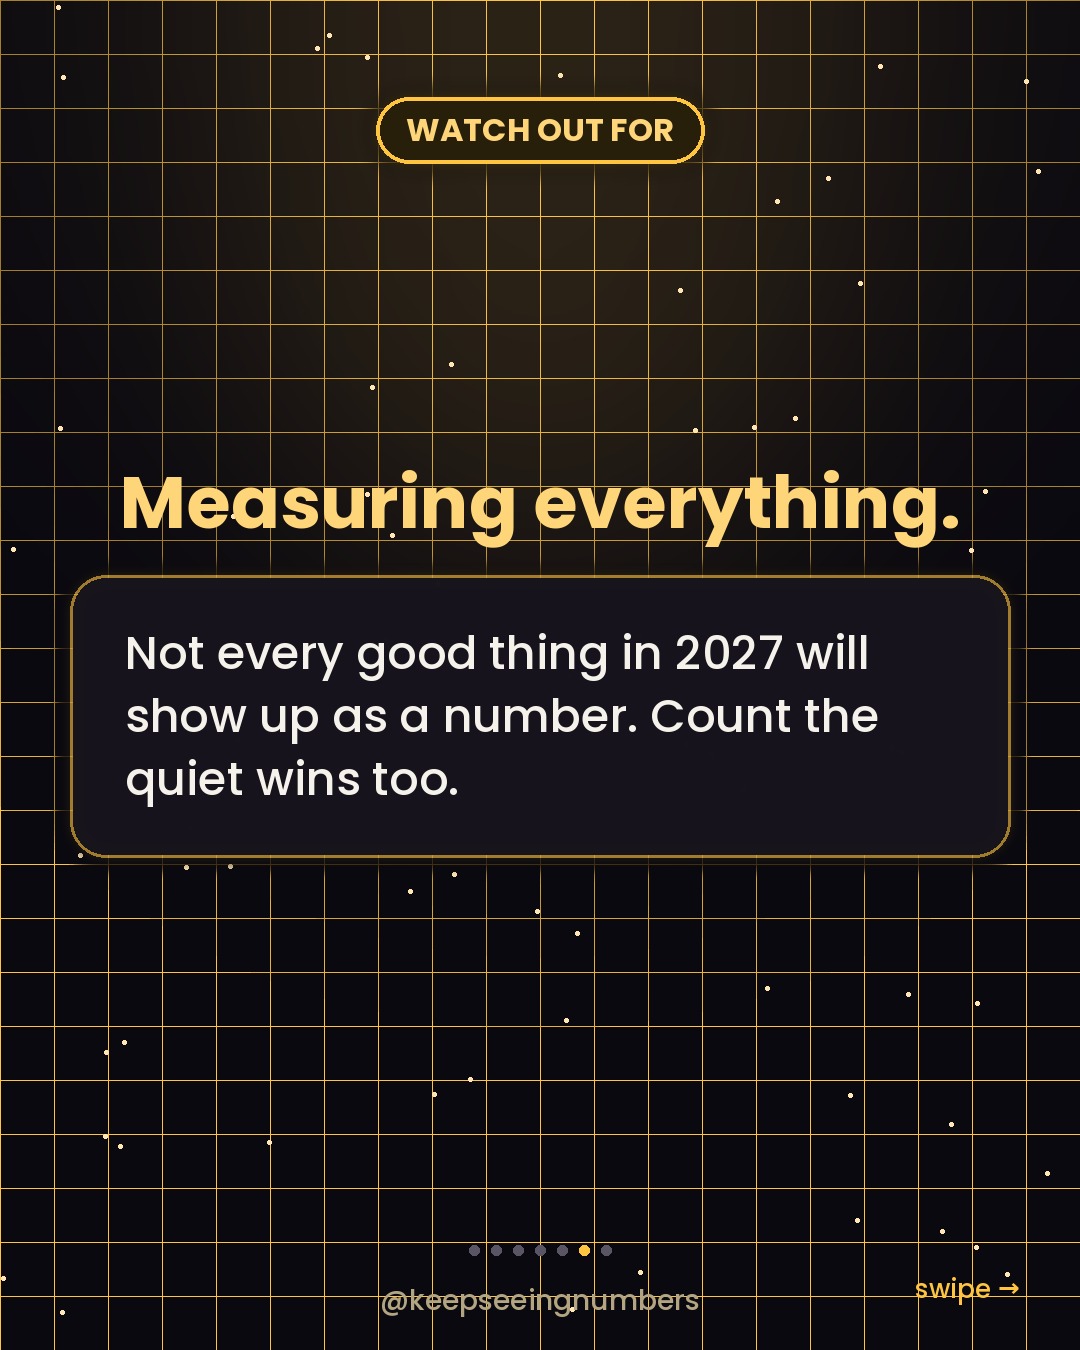 WATCH OUT FOR
Measuring everything.
Not every good thing in 2027 will
show up as a number. Count the
quiet wins too.
@keepseeingnumbers
swipe →